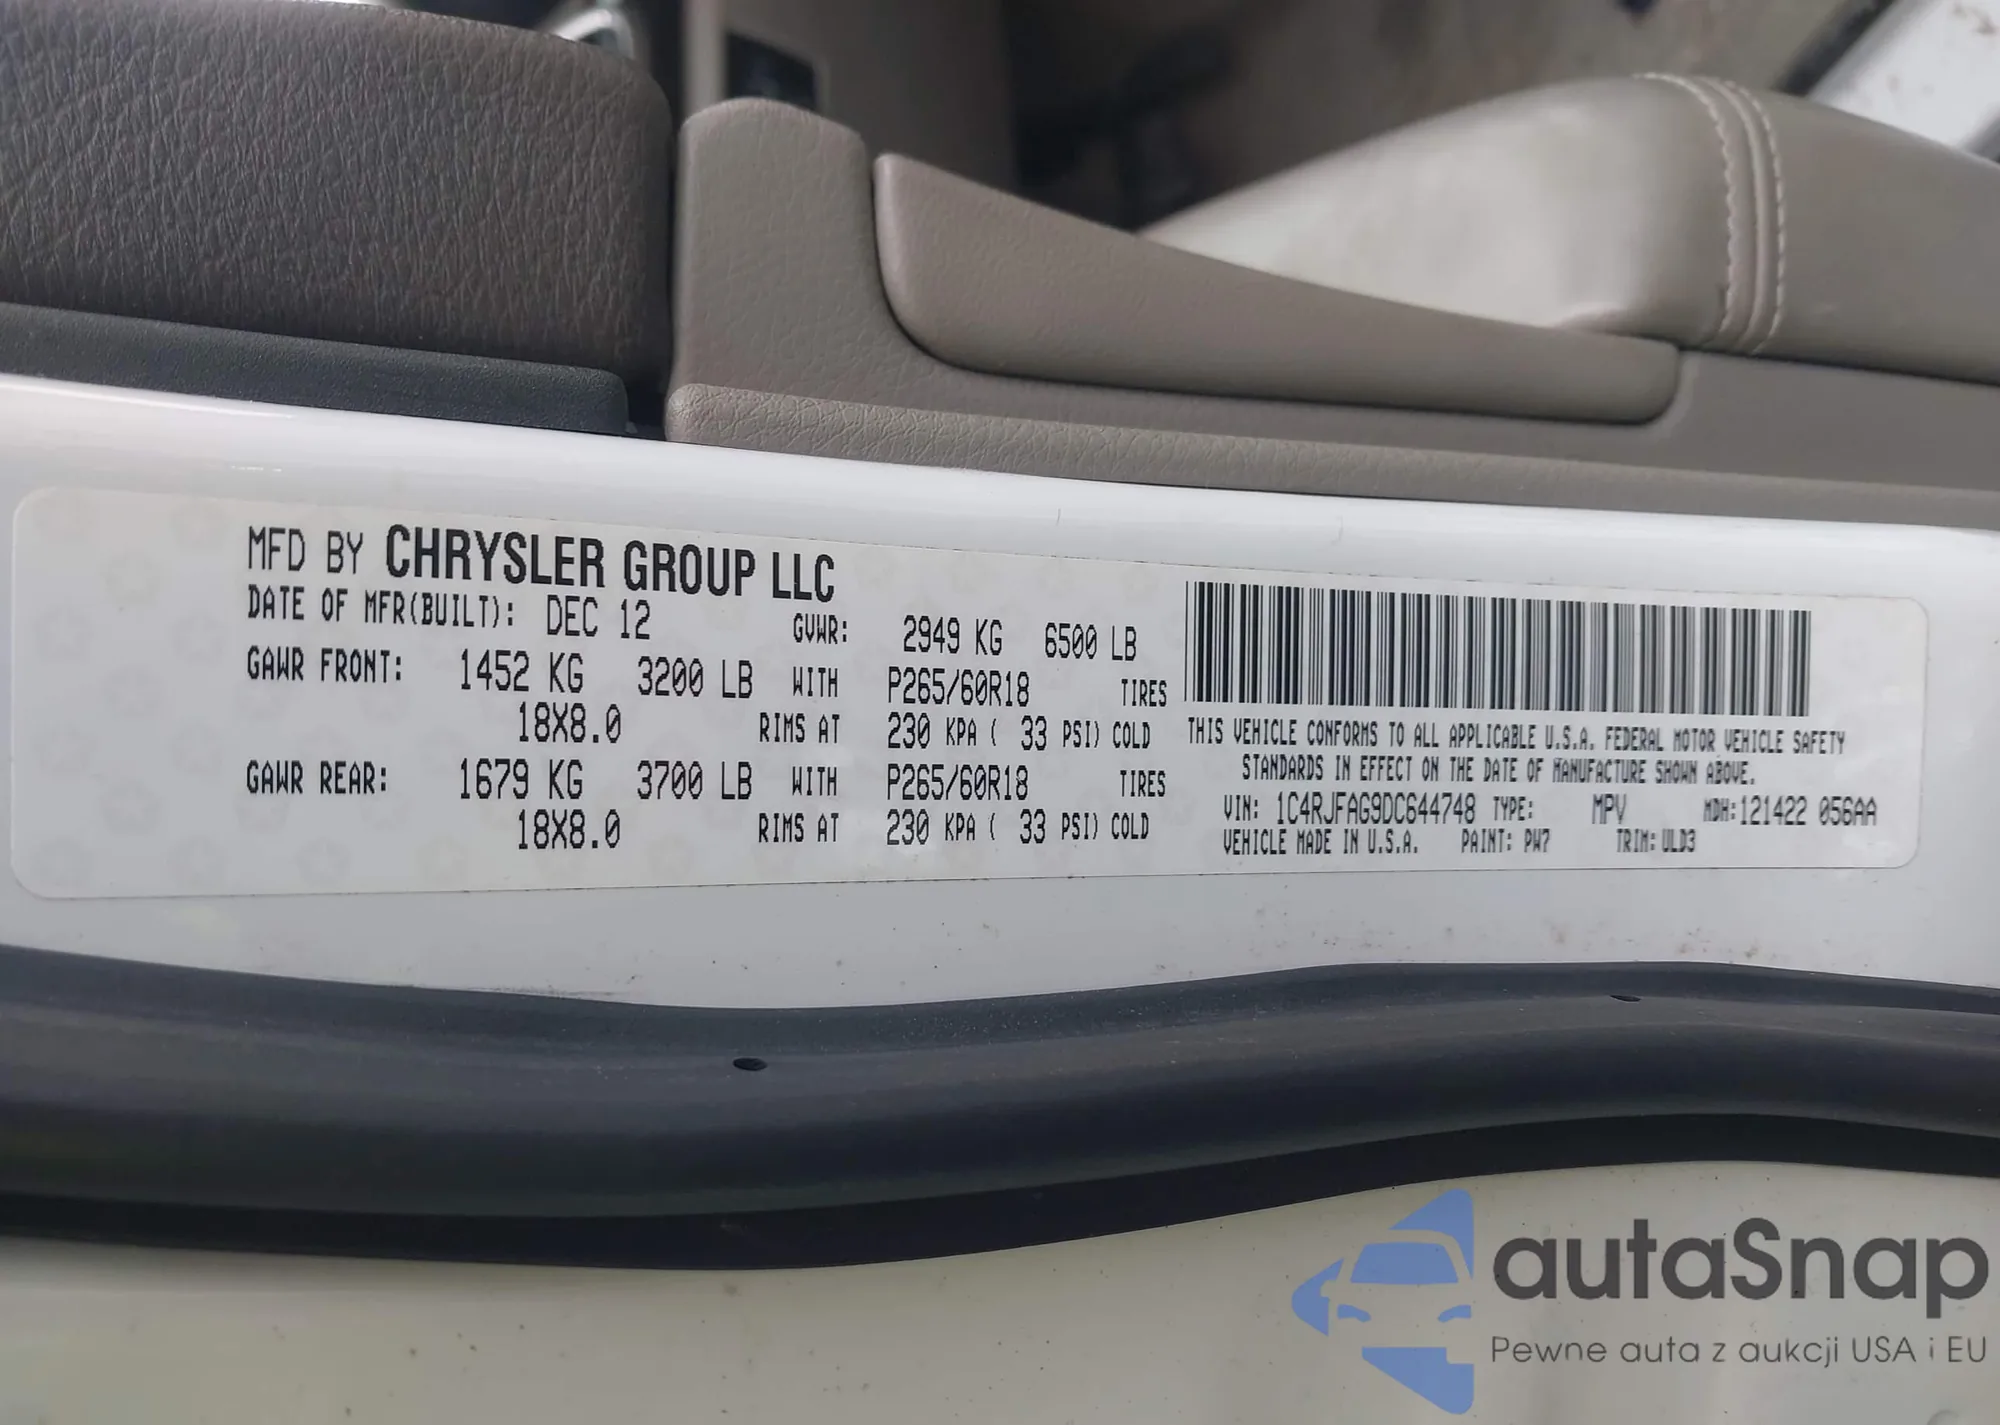 MFD BY CHRYSLER GROUP LLC
DATE OF MFR(BUILT): DEC 12 GVWR: 2949 KG 6500 LB
GAWR FRONT: 1452 KG 3200 LB WITH P265/60R18 TIRES
18X8.0 RIMS AT 230 KPA ( 33 PSI) COLD
GAWR REAR: 1679 KG 3700 LB WITH P265/60R18 TIRES
18X8.0 RIMS AT 230 KPA ( 33 PSI) COLD
THIS VEHICLE CONFORMS TO ALL APPLICABLE U.S.A. FEDERAL MOTOR VEHICLE SAFETY
STANDARDS IN EFFECT ON THE DATE OF MANUFACTURE SHOWN ABOVE.
VIN: 1C4RJFAG9DC644748 TYPE: MPV MDH:121422 056AA
VEHICLE MADE IN U.S.A. PAINT: PW7 TRIM: ULD3
autaSnap
Pewne auta z aukcji USA i EU